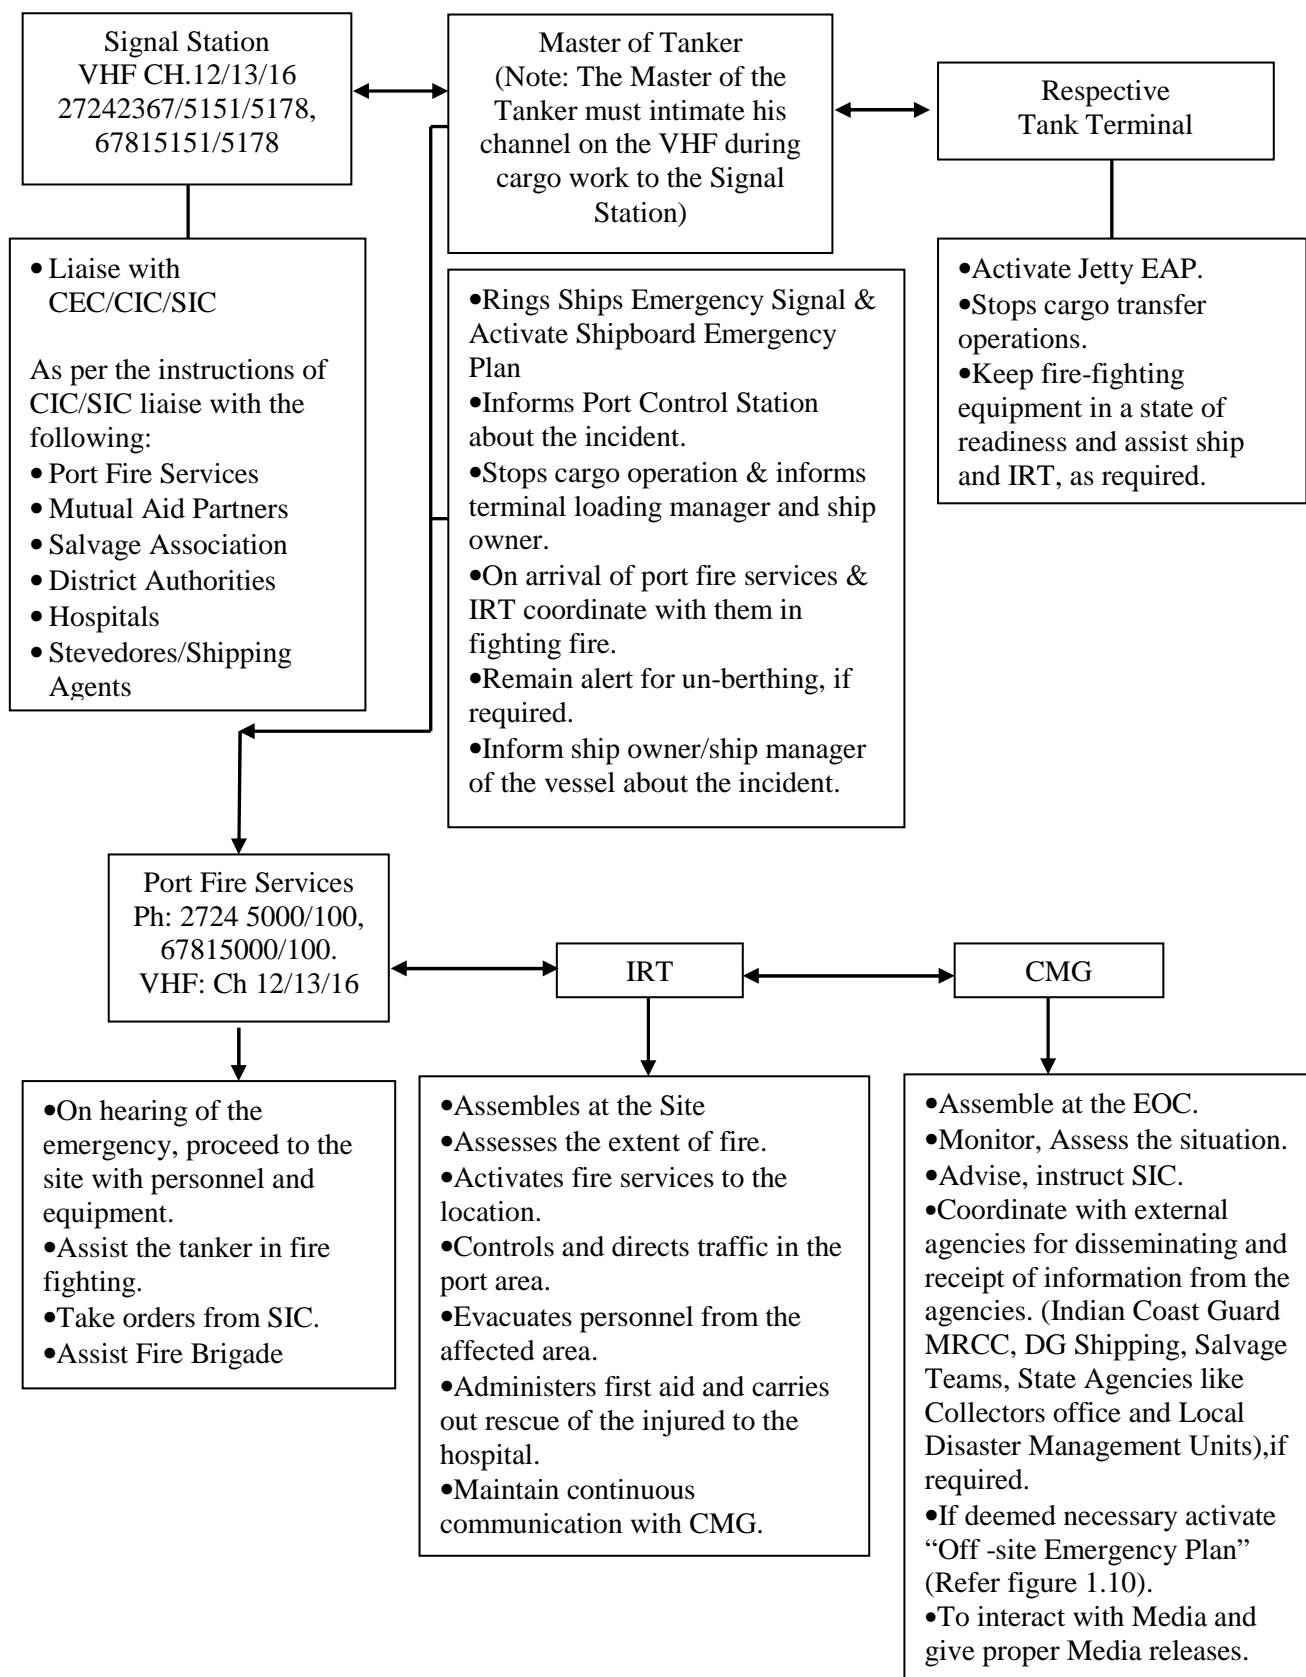 Signal Station
VHF CH.12/13/16
27242367/5151/5178,
67815151/5178
Master of Tanker
(Note: The Master of the
Tanker must intimate his
channel on the VHF during
cargo work to the Signal
Station)
Respective
Tank Terminal
• Liaise with
CEC/CIC/SIC
As per the instructions of
CIC/SIC liaise with the
following:
• Port Fire Services
• Mutual Aid Partners
• Salvage Association
• District Authorities
• Hospitals
• Stevedores/Shipping
Agents
•Rings Ships Emergency Signal &
Activate Shipboard Emergency
Plan
•Informs Port Control Station
about the incident.
•Stops cargo operation & informs
terminal loading manager and ship
owner.
•On arrival of port fire services &
IRT coordinate with them in
fighting fire.
•Remain alert for un-berthing, if
required.
•Inform ship owner/ship manager
of the vessel about the incident.
•Activate Jetty EAP.
•Stops cargo transfer
operations.
•Keep fire-fighting
equipment in a state of
readiness and assist ship
and IRT, as required.
Port Fire Services
Ph: 2724 5000/100,
67815000/100.
VHF: Ch 12/13/16
IRT
CMG
•On hearing of the
emergency, proceed to the
site with personnel and
equipment.
•Assist the tanker in fire
fighting.
•Take orders from SIC.
•Assist Fire Brigade
•Assembles at the Site
•Assesses the extent of fire.
•Activates fire services to the
location.
•Controls and directs traffic in the
port area.
•Evacuates personnel from the
affected area.
•Administers first aid and carries
out rescue of the injured to the
hospital.
•Maintain continuous
communication with CMG.
•Assemble at the EOC.
•Monitor, Assess the situation.
•Advise, instruct SIC.
•Coordinate with external
agencies for disseminating and
receipt of information from the
agencies. (Indian Coast Guard
MRCC, DG Shipping, Salvage
Teams, State Agencies like
Collectors office and Local
Disaster Management Units),if
required.
•If deemed necessary activate
“Off -site Emergency Plan”
(Refer figure 1.10).
•To interact with Media and
give proper Media releases.